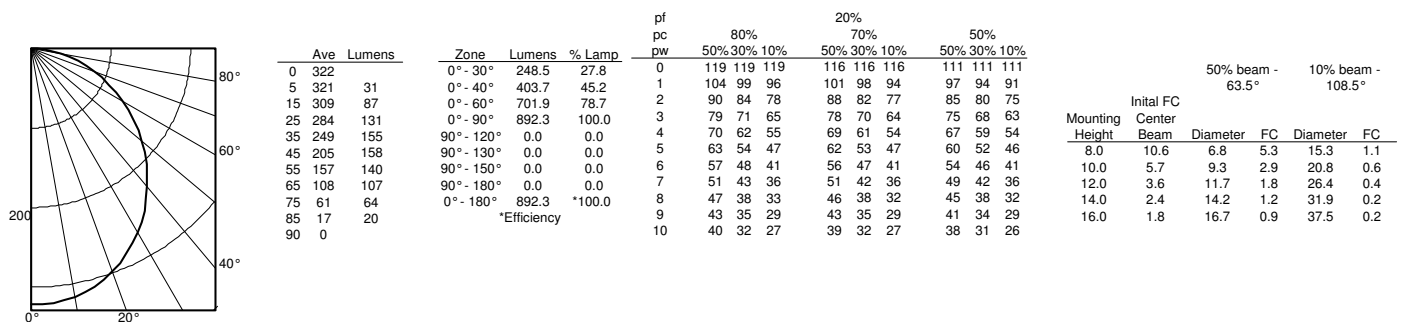 200
0° 20°
40°
60°
80°
Ave Lumens
0 322
5 321 31
15 309 87
25 284 131
35 249 155
45 205 158
55 157 140
65 108 107
75 61 64
85 17 20
90 0
Zone Lumens % Lamp
0° - 30° 248.5 27.8
0° - 40° 403.7 45.2
0° - 60° 701.9 78.7
0° - 90° 892.3 100.0
90° - 120° 0.0 0.0
90° - 130° 0.0 0.0
90° - 150° 0.0 0.0
90° - 180° 0.0 0.0
0° - 180° 892.3 *100.0
*Efficiency
pf 20%
pc 80% 70% 50%
pw 50% 30% 10% 50% 30% 10% 50% 30% 10%
0 119 119 119 116 116 116 111 111 111
1 104 99 96 101 98 94 97 94 91
2 90 84 78 88 82 77 85 80 75
3 79 71 65 78 70 64 75 68 63
4 70 62 55 69 61 54 67 59 54
5 63 54 47 62 53 47 60 52 46
6 57 48 41 56 47 41 54 46 41
7 51 43 36 51 42 36 49 42 36
8 47 38 33 46 38 32 45 38 32
9 43 35 29 43 35 29 41 34 29
10 40 32 27 39 32 27 38 31 26
50% beam - 10% beam -
63.5° 108.5°
Inital FC
Mounting Center
Height Beam Diameter FC Diameter FC
8.0 10.6 6.8 5.3 15.3 1.1
10.0 5.7 9.3 2.9 20.8 0.6
12.0 3.6 11.7 1.8 26.4 0.4
14.0 2.4 14.2 1.2 31.9 0.2
16.0 1.8 16.7 0.9 37.5 0.2